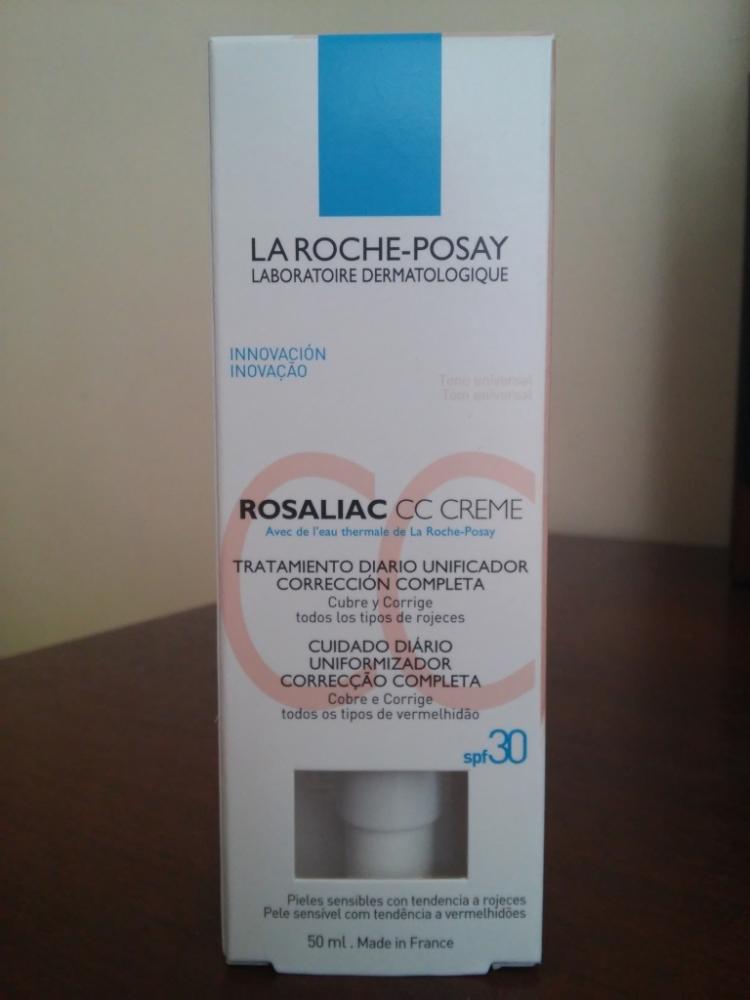 LA ROCHE-POSAY
LABORATOIRE DERMATOLOGIQUE
INNOVACIÓN
INOVAÇÃO
Tono universal
Tom universal
CC
ROSALIAC CC CREME
Avec de l'eau thermale de La Roche-Posay
TRATAMIENTO DIARIO UNIFICADOR
CORRECCIÓN COMPLETA
Cubre y Corrige
todos los tipos de rojeces
CUIDADO DIÁRIO
UNIFORMIZADOR
CORRECÇÃO COMPLETA
Cobre e Corrige
todos os tipos de vermelhidão
spf30
Pieles sensibles con tendencia a rojeces
Pele sensível com tendência a vermelhidões
50 ml . Made in France